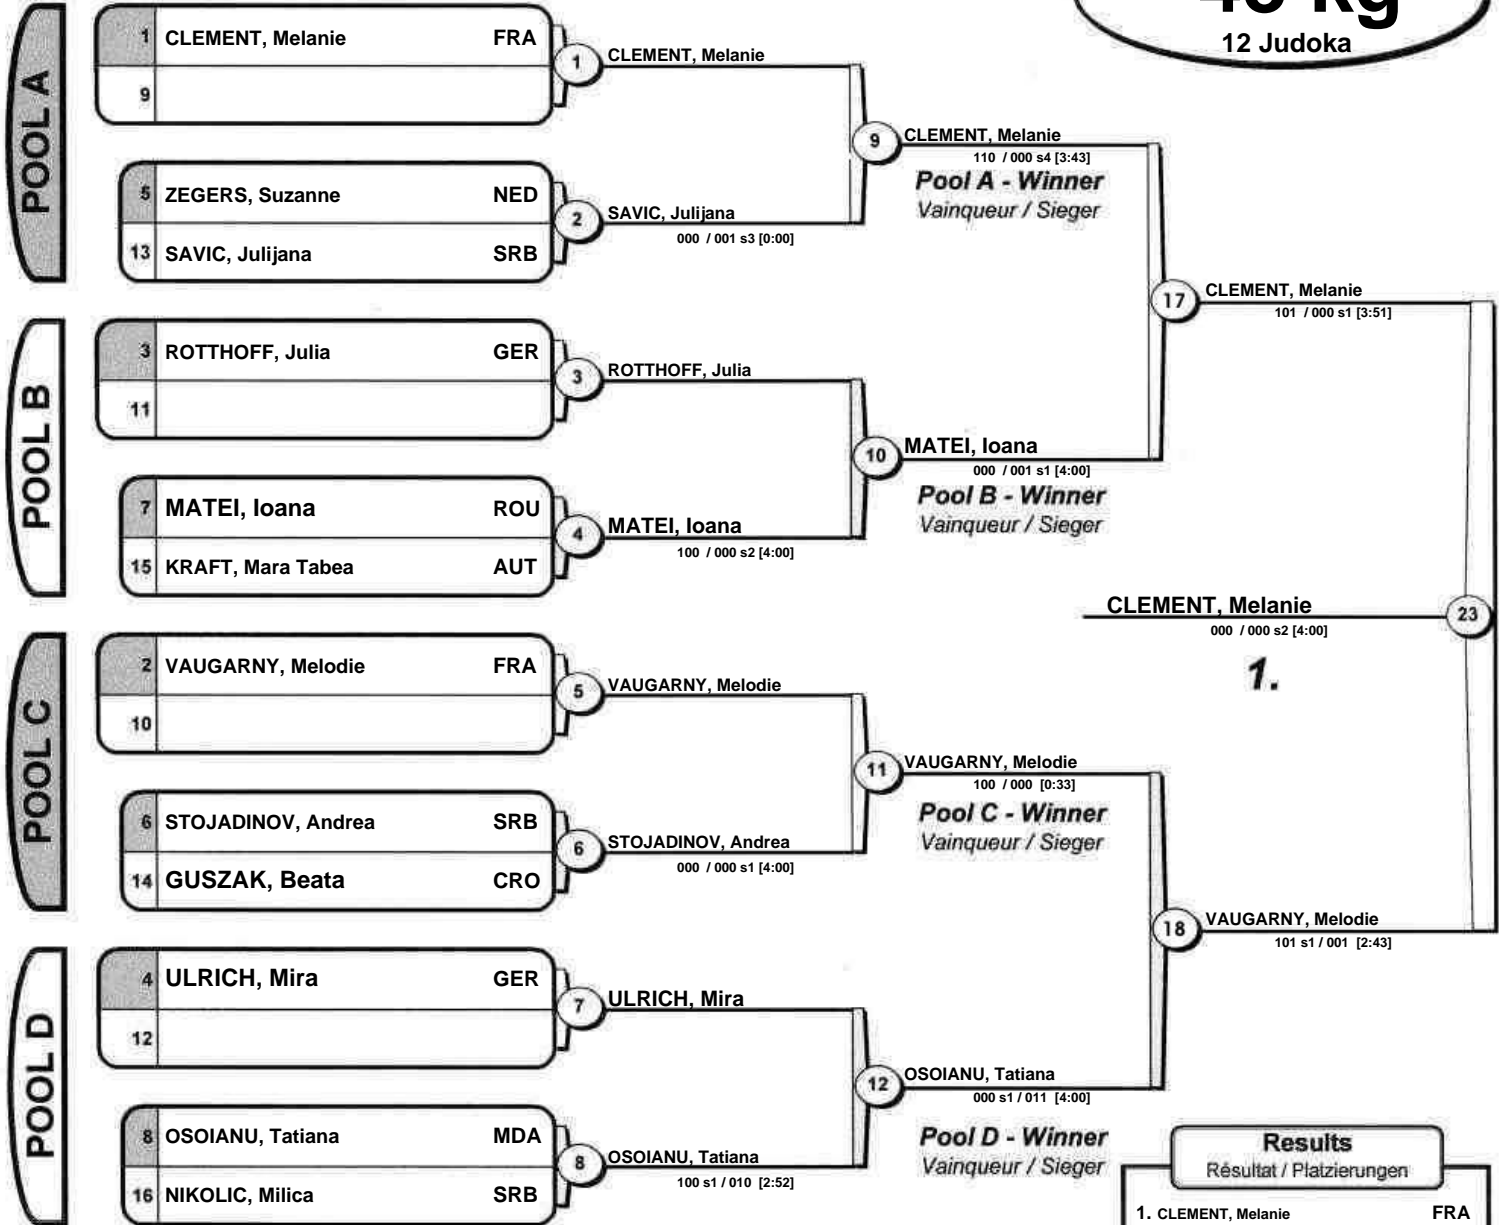 48 kg
12 Judoka
POOL A
1 CLEMENT, Melanie FRA
9
1 CLEMENT, Melanie
5 ZEGERS, Suzanne NED
13 SAVIC, Julijana SRB
2 SAVIC, Julijana
000 / 001 s3 [0:00]
9 CLEMENT, Melanie
110 / 000 s4 [3:43]
Pool A - Winner
Vainqueur / Sieger
POOL B
3 ROTTHOFF, Julia GER
11
3 ROTTHOFF, Julia
7 MATEI, Ioana ROU
15 KRAFT, Mara Tabea AUT
4 MATEI, Ioana
100 / 000 s2 [4:00]
10 MATEI, Ioana
000 / 001 s1 [4:00]
Pool B - Winner
Vainqueur / Sieger
17 CLEMENT, Melanie
101 / 000 s1 [3:51]
POOL C
2 VAUGARNY, Melodie FRA
10
5 VAUGARNY, Melodie
6 STOJADINOV, Andrea SRB
14 GUSZAK, Beata CRO
6 STOJADINOV, Andrea
000 / 000 s1 [4:00]
11 VAUGARNY, Melodie
100 / 000 [0:33]
Pool C - Winner
Vainqueur / Sieger
POOL D
4 ULRICH, Mira GER
12
7 ULRICH, Mira
8 OSOIANU, Tatiana MDA
16 NIKOLIC, Milica SRB
8 OSOIANU, Tatiana
100 s1 / 010 [2:52]
12 OSOIANU, Tatiana
000 s1 / 011 [4:00]
Pool D - Winner
Vainqueur / Sieger
18 VAUGARNY, Melodie
101 s1 / 001 [2:43]
CLEMENT, Melanie 23
000 / 000 s2 [4:00]
1.
Results
Résultat / Platzierungen
1. CLEMENT, Melanie FRA